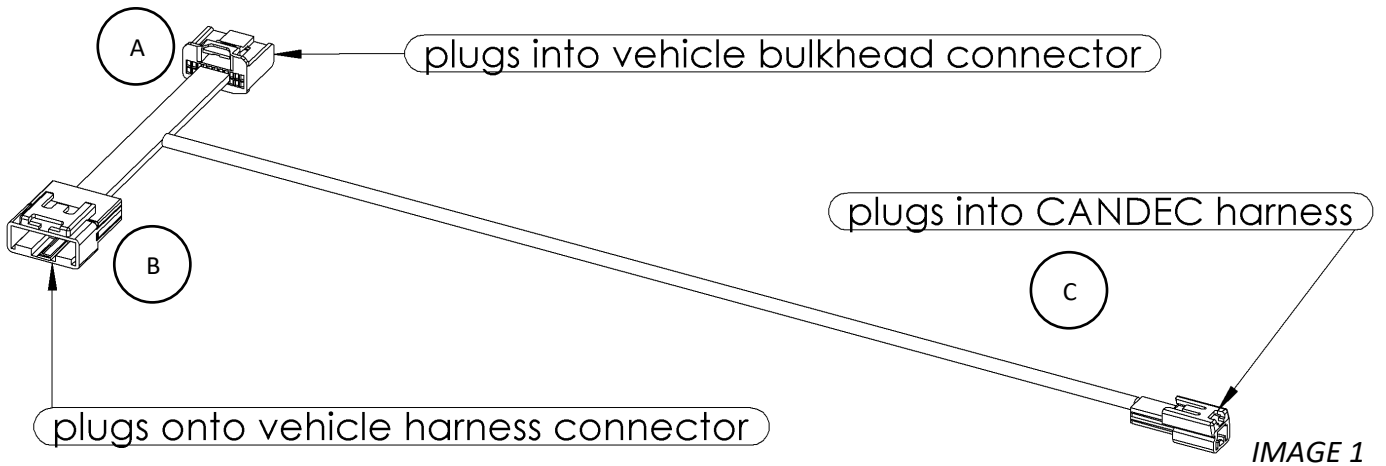 A
plugs into vehicle bulkhead connector
plugs into CANDEC harness
B
C
plugs onto vehicle harness connector
IMAGE 1